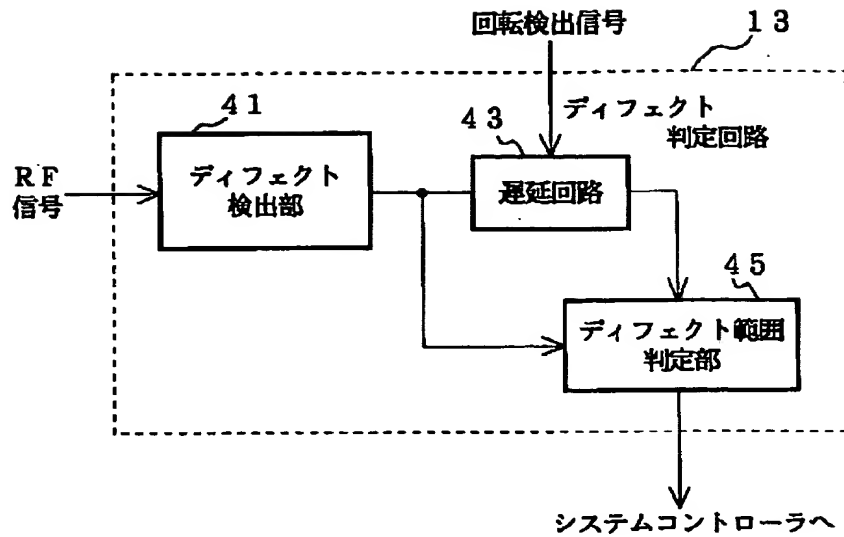 回転検出信号
13
41
43
ディフェクト
判定回路
RF
信号
ディフェクト
検出部
遅延回路
45
ディフェクト範囲
判定部
システムコントローラへ